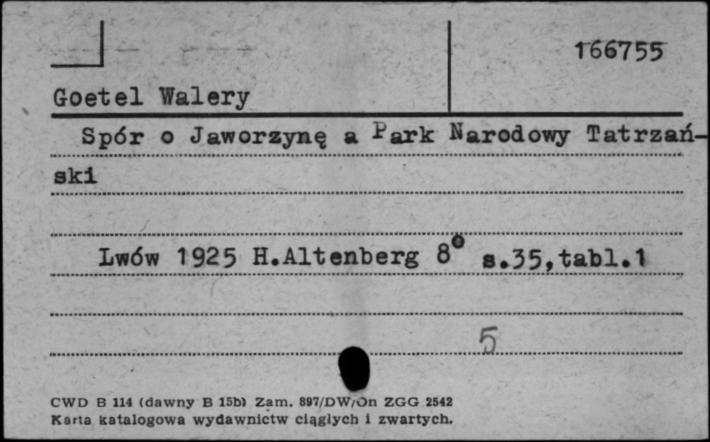 166755
Goetel Walery
Spór o Jaworzynę a Park Narodowy Tatrzań-
ski
Lwów 1925 H.Altenberg 8° s.35,tabl.1
5
CWD B 114 (dawny B 15b) Zam. 897/DW/On ZGG 2542
Karta katalogowa wydawnictw ciągłych i zwartych.